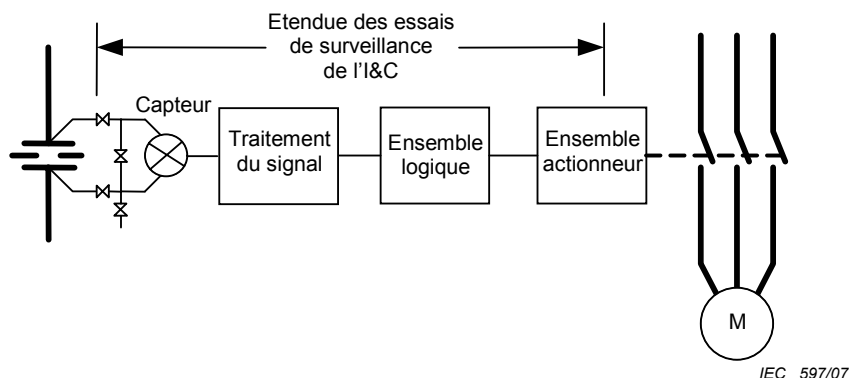 Etendue des essais
de surveillance
de l'I&C
Capteur
Traitement
du signal
Ensemble
logique
Ensemble
actionneur
M
IEC 597/07